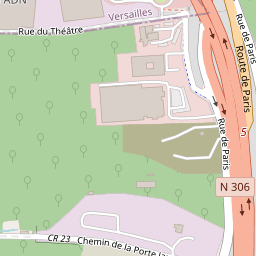 ADN
Versailles
Rue du Théâtre
Rue de Paris
Route de Paris
Rue de Paris
5
N 306
CR 23
Chemin de la Porte Ja